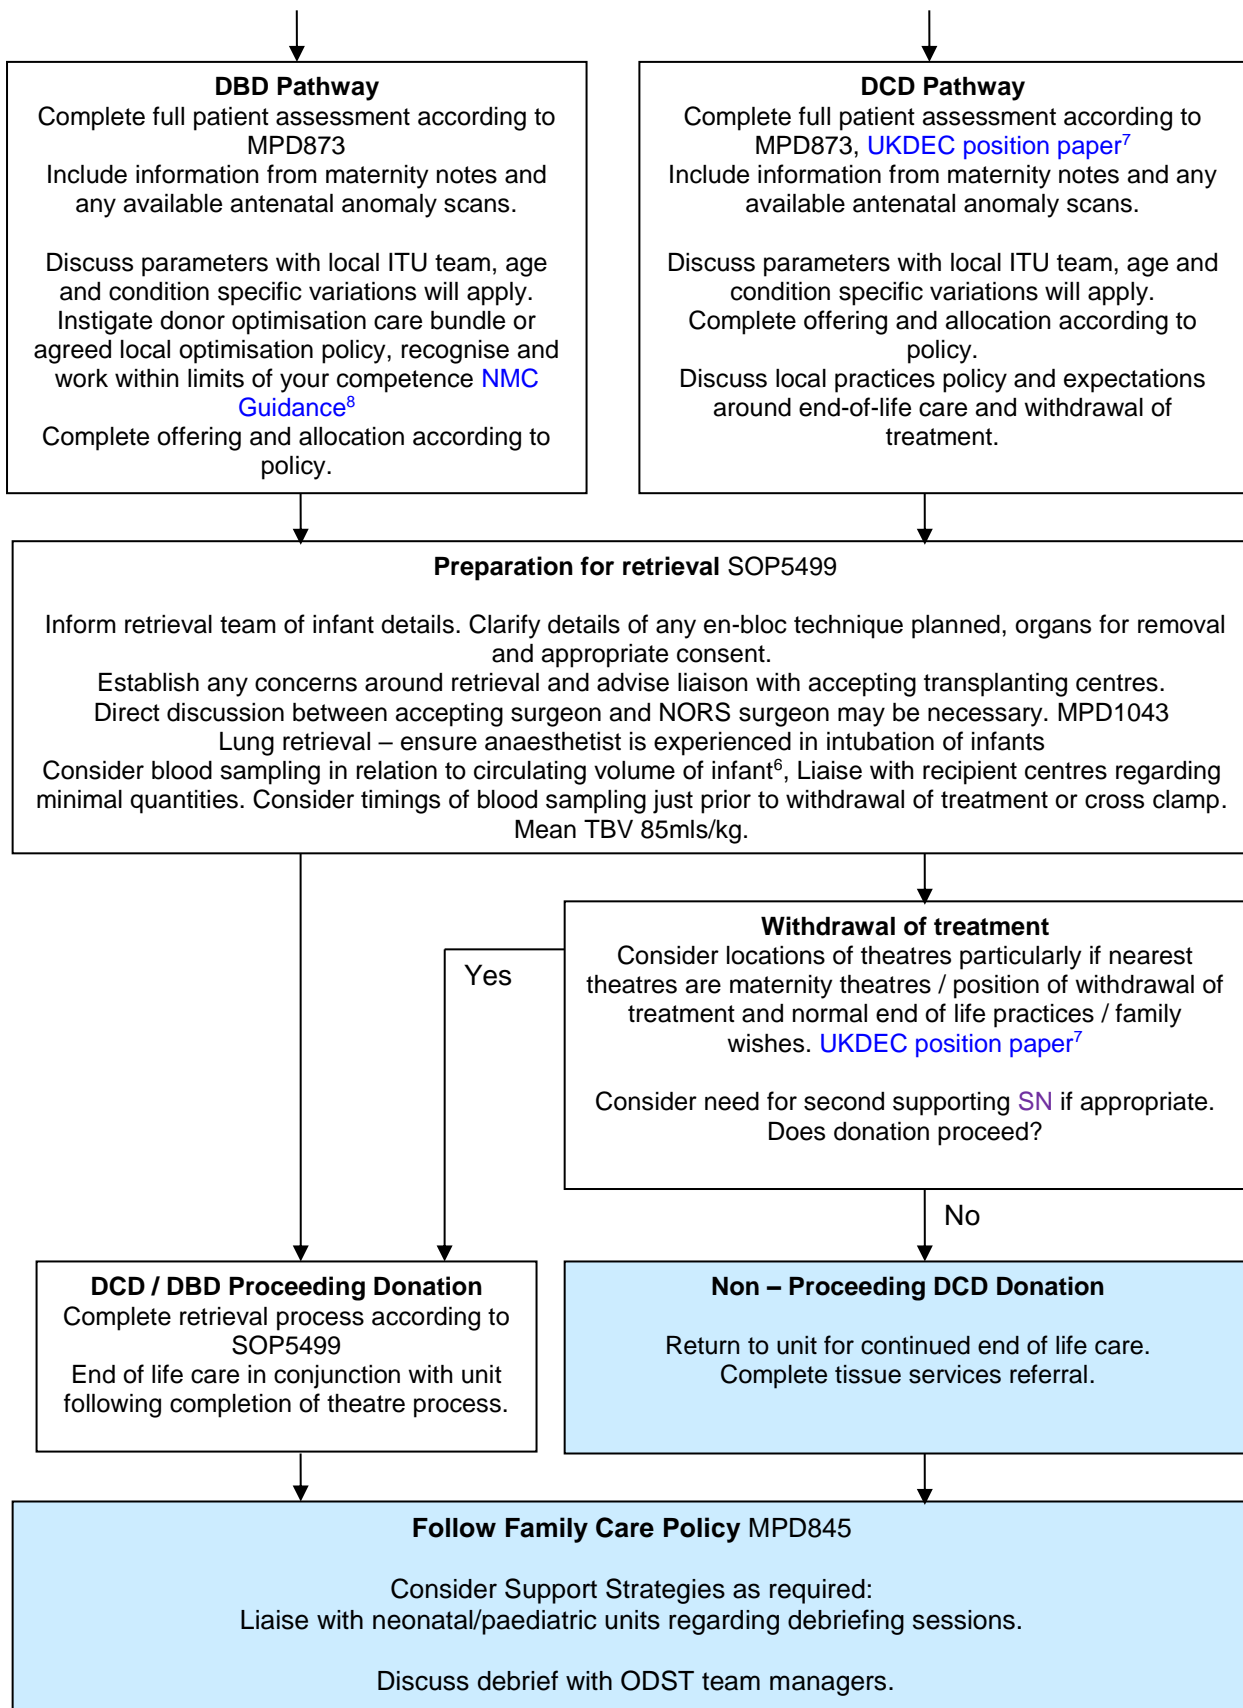 DBD Pathway
Complete full patient assessment according to
MPD873
Include information from maternity notes and
any available antenatal anomaly scans.
Discuss parameters with local ITU team, age
and condition specific variations will apply.
Instigate donor optimisation care bundle or
agreed local optimisation policy, recognise and
work within limits of your competence NMC
Guidance⁸
Complete offering and allocation according to
policy.
DCD Pathway
Complete full patient assessment according to
MPD873, UKDEC position paper⁷
Include information from maternity notes and any
available antenatal anomaly scans.
Discuss parameters with local ITU team, age and
condition specific variations will apply.
Complete offering and allocation according to
policy.
Discuss local practices policy and expectations
around end-of-life care and withdrawal of
treatment.
Preparation for retrieval SOP5499
Inform retrieval team of infant details. Clarify details of any en-bloc technique planned, organs for removal
and appropriate consent.
Establish any concerns around retrieval and advise liaison with accepting transplanting centres.
Direct discussion between accepting surgeon and NORS surgeon may be necessary. MPD1043
Lung retrieval – ensure anaesthetist is experienced in intubation of infants
Consider blood sampling in relation to circulating volume of infant⁶, Liaise with recipient centres regarding
minimal quantities. Consider timings of blood sampling just prior to withdrawal of treatment or cross clamp.
Mean TBV 85mls/kg.
Withdrawal of treatment
Consider locations of theatres particularly if nearest
theatres are maternity theatres / position of withdrawal of
treatment and normal end of life practices / family
wishes. UKDEC position paper⁷
Consider need for second supporting SN if appropriate.
Does donation proceed?
Yes
No
DCD / DBD Proceeding Donation
Complete retrieval process according to
SOP5499
End of life care in conjunction with unit
following completion of theatre process.
Non – Proceeding DCD Donation
Return to unit for continued end of life care.
Complete tissue services referral.
Follow Family Care Policy MPD845
Consider Support Strategies as required:
Liaise with neonatal/paediatric units regarding debriefing sessions.
Discuss debrief with ODST team managers.